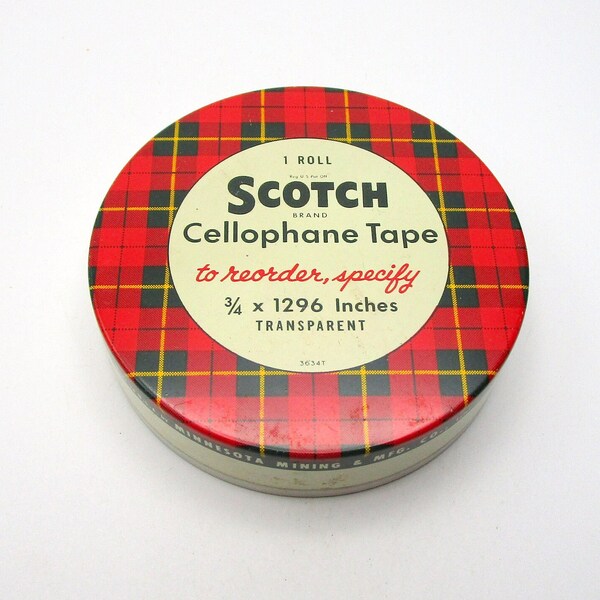 1 ROLL
Reg U S Pat Off
SCOTCH
BRAND
Cellophane Tape
to reorder, specify
¾ x 1296 Inches
TRANSPARENT
3634T
MINNESOTA MINING & MFG. CO.